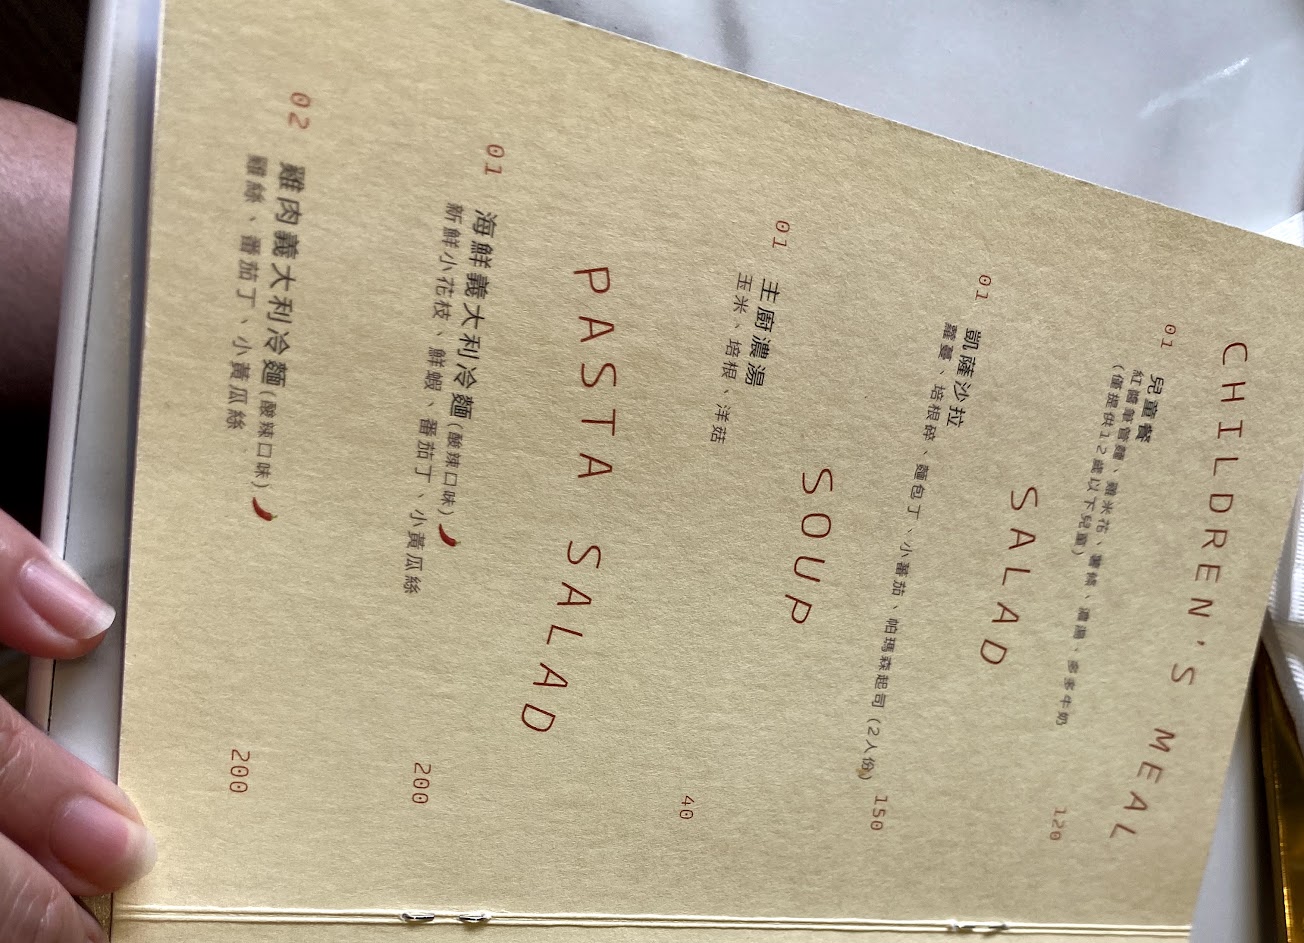 CHILDREN'S MEAL
01 兒童餐 120
紅醬筆管麵、雞米花、薯條、濃湯、多多牛奶
(僅提供12歲以下兒童)
SALAD
01 凱薩沙拉 150
蘿蔓、培根碎、麵包丁、小蕃茄、帕瑪森起司 (2人份)
SOUP
01 主廚濃湯 40
玉米、培根、洋菇
PASTA SALAD
01 海鮮義大利冷麵(酸辣口味) 200
新鮮小花枝、鮮蝦、番茄丁、小黃瓜絲
02 雞肉義大利冷麵(酸辣口味) 200
雞絲、番茄丁、小黃瓜絲